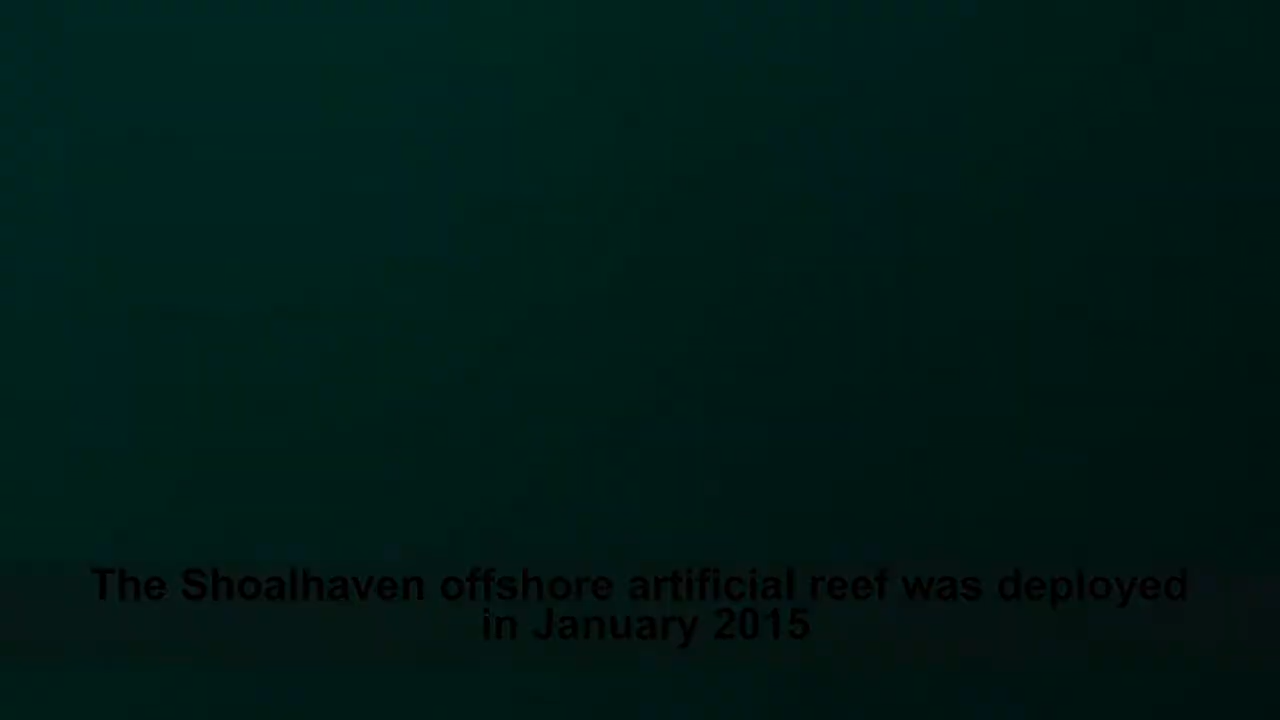 The Shoalhaven offshore artificial reef was deployed
in January 2015